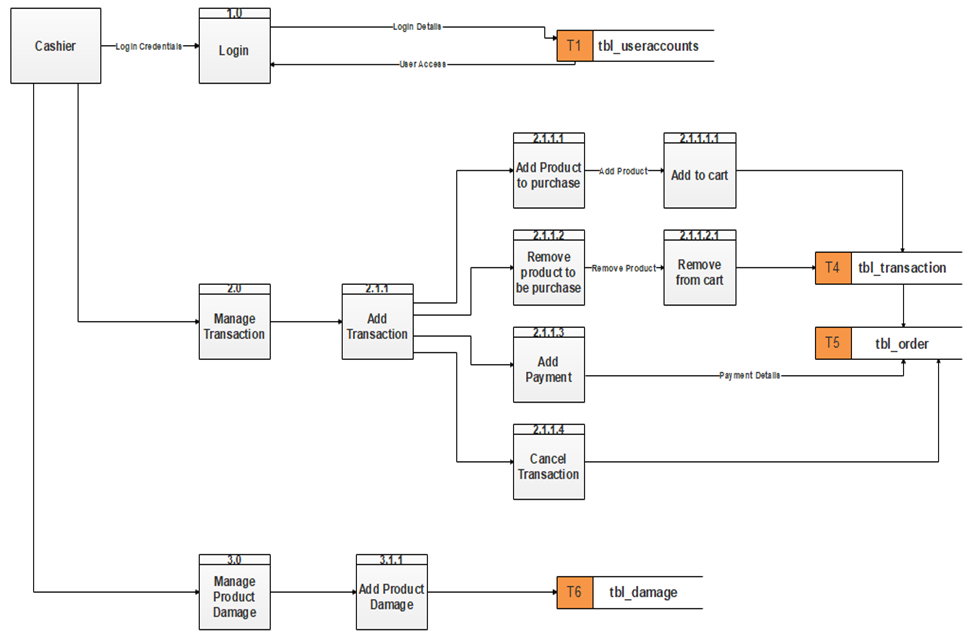 1.0
Cashier
Login Credentials
Login
Login Details
User Access
T1
tbl_useraccounts
2.1.1.1
Add Product
to purchase
Add Product
2.1.1.1.1
Add to cart
2.1.1.2
Remove
product to
be purchase
Remove Product
2.1.1.2.1
Remove
from cart
T4
tbl_transaction
2.0
Manage
Transaction
2.1.1
Add
Transaction
2.1.1.3
Add
Payment
Payment Details
T5
tbl_order
2.1.1.4
Cancel
Transaction
3.0
Manage
Product
Damage
3.1.1
Add Product
Damage
T6
tbl_damage